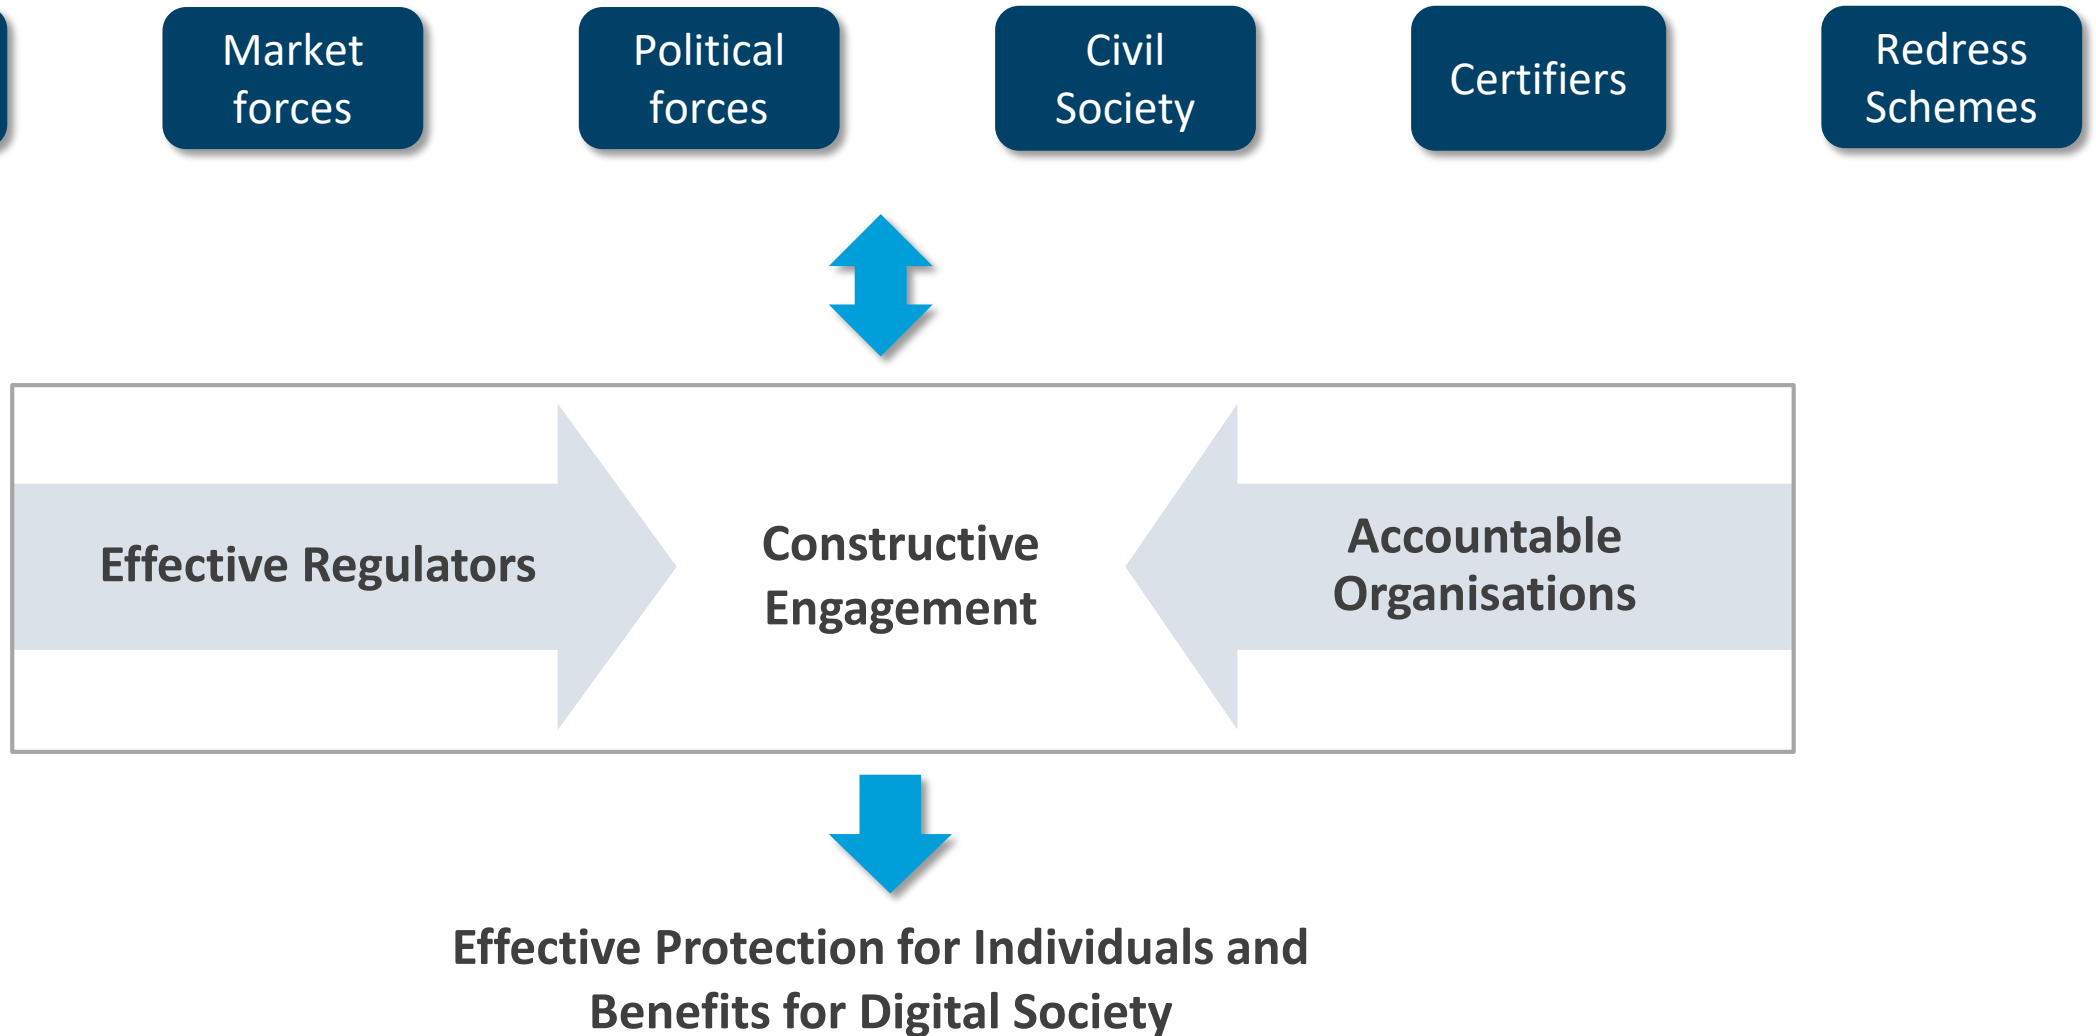 Market
forces
Political
forces
Civil
Society
Certifiers
Redress
Schemes
Effective Regulators
Constructive
Engagement
Accountable
Organisations
Effective Protection for Individuals and
Benefits for Digital Society